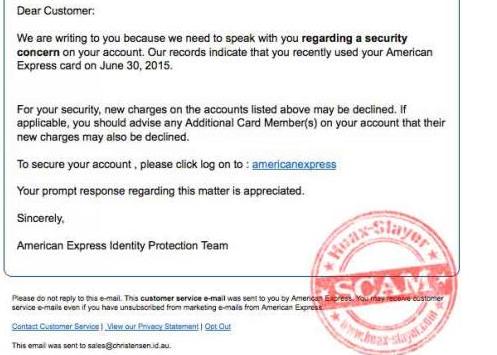 Dear Customer:
We are writing to you because we need to speak with you regarding a security
concern on your account. Our records indicate that you recently used your American
Express card on June 30, 2015.
For your security, new charges on the accounts listed above may be declined. If
applicable, you should advise any Additional Card Member(s) on your account that their
new charges may also be declined.
To secure your account , please click log on to : americanexpress
Your prompt response regarding this matter is appreciated.
Sincerely,
American Express Identity Protection Team
Hoax-Slayer
SCAM
www.hoax-slayer.com
Please do not reply to this e-mail. This customer service e-mail was sent to you by American Express. You may receive customer
service e-mails even if you have unsubscribed from marketing e-mails from American Express.
Contact Customer Service | View our Privacy Statement | Opt Out
This email was sent to sales@christensen.id.au.